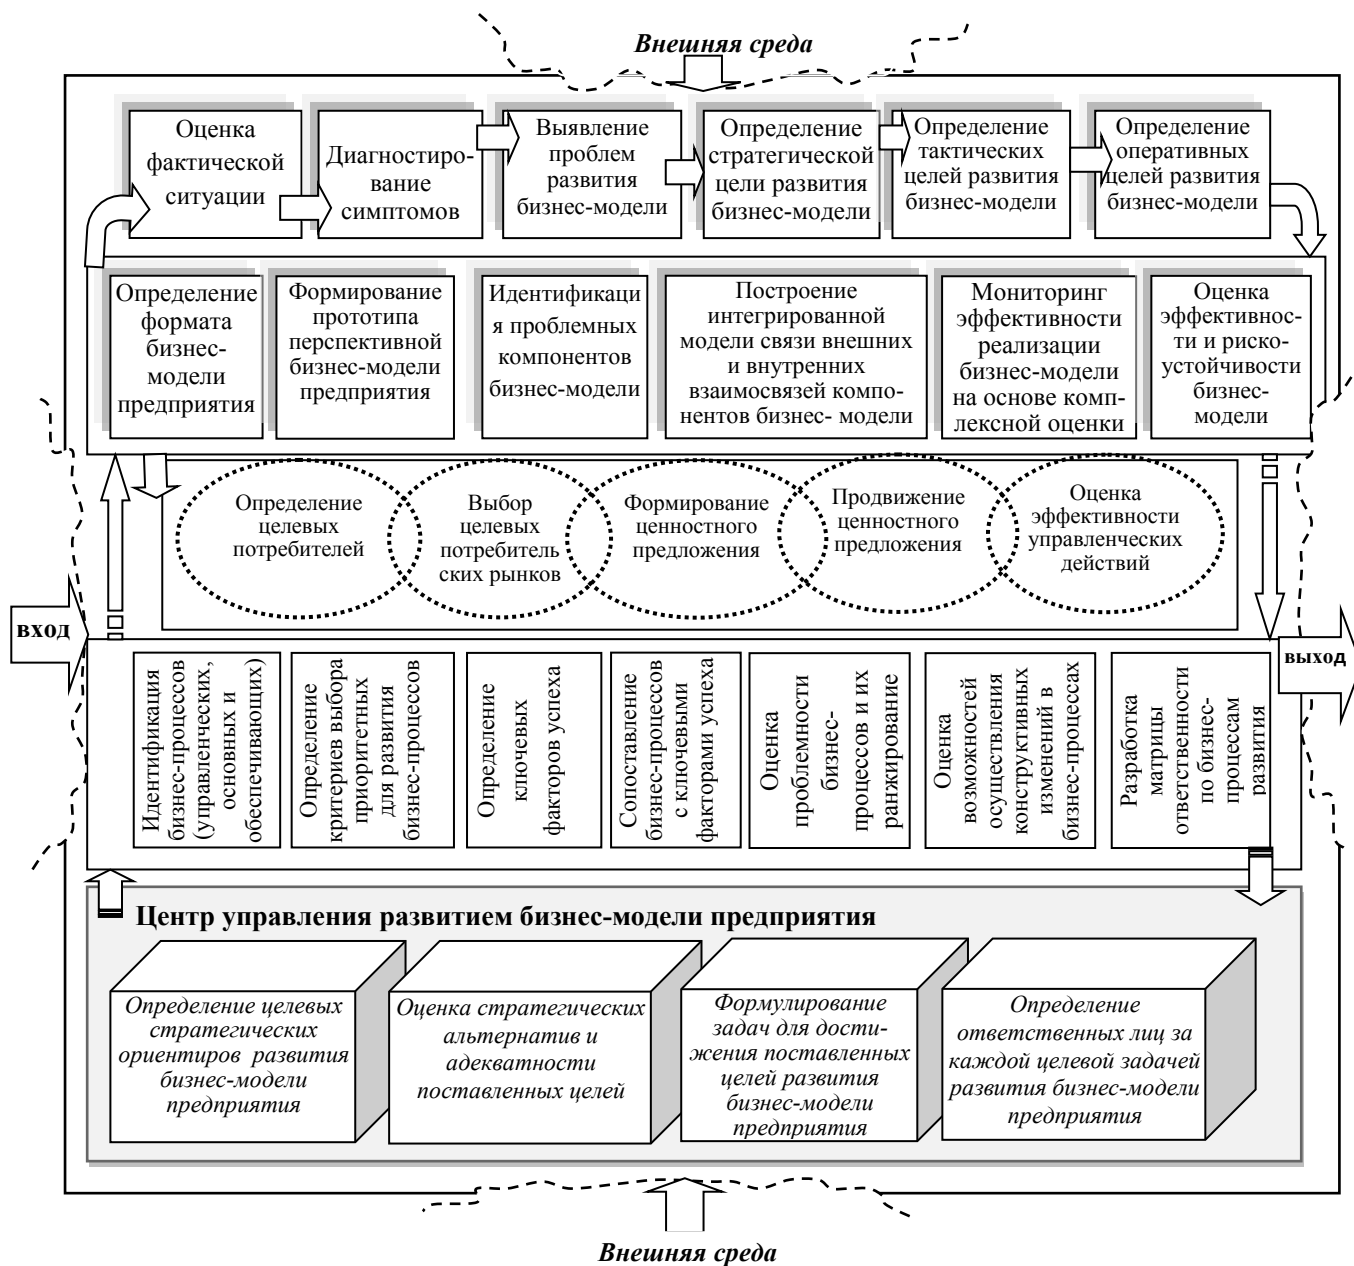 Внешняя среда
Оценка
фактической
ситуации
Диагностиро-
вание
симптомов
Выявление
проблем
развития
бизнес-модели
Определение
стратегической
цели развития
бизнес-модели
Определение
тактических
целей развития
бизнес-модели
Определение
оперативных
целей развития
бизнес-модели
Определение
формата
бизнес-
модели
предприятия
Формирование
прототипа
перспективной
бизнес-модели
предприятия
Идентификаци
я проблемных
компонентов
бизнес-модели
Построение
интегрированной
модели связи внешних
и внутренних
взаимосвязей компо-
нентов бизнес- модели
Мониторинг
эффективности
реализации
бизнес-модели
на основе комп-
лексной оценки
Оценка
эффективнос-
ти и риско-
устойчивости
бизнес-
модели
Определение
целевых
потребителей
Выбор
целевых
потребитель
ских рынков
Формирование
ценностного
предложения
Продвижение
ценностного
предложения
Оценка
эффективности
управленческих
действий
вход
выход
Идентификация
бизнес-процессов
(управленческих,
основных и
обеспечивающих)
Определение
критериев выбора
приоритетных
для развития
бизнес-процессов
Определение
ключевых
факторов успеха
Сопоставление
бизнес-процессов
с ключевыми
факторами успеха
Оценка
проблемности
бизнес-
процессов и их
ранжирование
Оценка
возможностей
осуществления
конструктивных
изменений в
бизнес-процессах
Разработка
матрицы
ответственности
по бизнес-
процессам
развития
Центр управления развитием бизнес-модели предприятия
Определение целевых
стратегических
ориентиров развития
бизнес-модели
предприятия
Оценка стратегических
альтернатив и
адекватности
поставленных целей
Формулирование
задач для дости-
жения поставленных
целей развития
бизнес-модели
предприятия
Определение
ответственных лиц за
каждой целевой задачей
развития бизнес-модели
предприятия
Внешняя среда